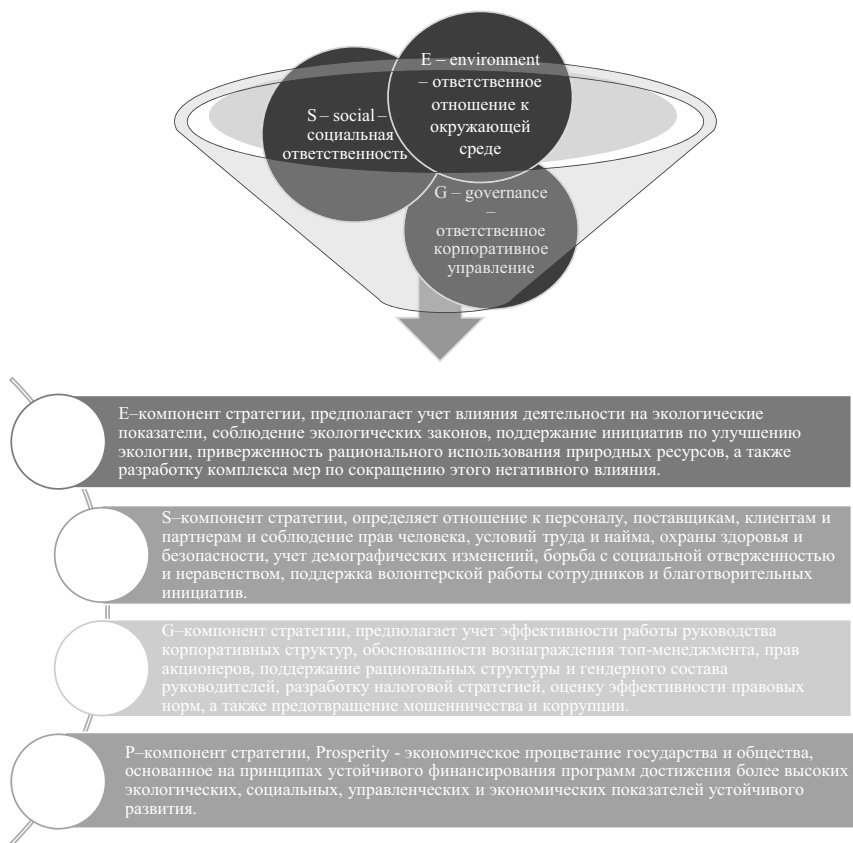 E – environment
– ответственное
отношение к
окружающей
среде
S – social –
социальная
ответственность
G – governance
–
ответственное
корпоративное
управление
E–компонент стратегии, предполагает учет влияния деятельности на экологические
показатели, соблюдение экологических законов, поддержание инициатив по улучшению
экологии, приверженность рационального использования природных ресурсов, а также
разработку комплекса мер по сокращению этого негативного влияния.
S–компонент стратегии, определяет отношение к персоналу, поставщикам, клиентам и
партнерам и соблюдение прав человека, условий труда и найма, охраны здоровья и
безопасности, учет демографических изменений, борьба с социальной отверженностью
и неравенством, поддержка волонтерской работы сотрудников и благотворительных
инициатив.
G–компонент стратегии, предполагает учет эффективности работы руководства
корпоративных структур, обоснованности вознаграждения топ-менеджмента, прав
акционеров, поддержание рациональных структуры и гендерного состава
руководителей, разработку налоговой стратегией, оценку эффективности правовых
норм, а также предотвращение мошенничества и коррупции.
P–компонент стратегии, Prosperity - экономическое процветание государства и общества,
основанное на принципах устойчивого финансирования программ достижения более высоких
экологических, социальных, управленческих и экономических показателей устойчивого
развития.